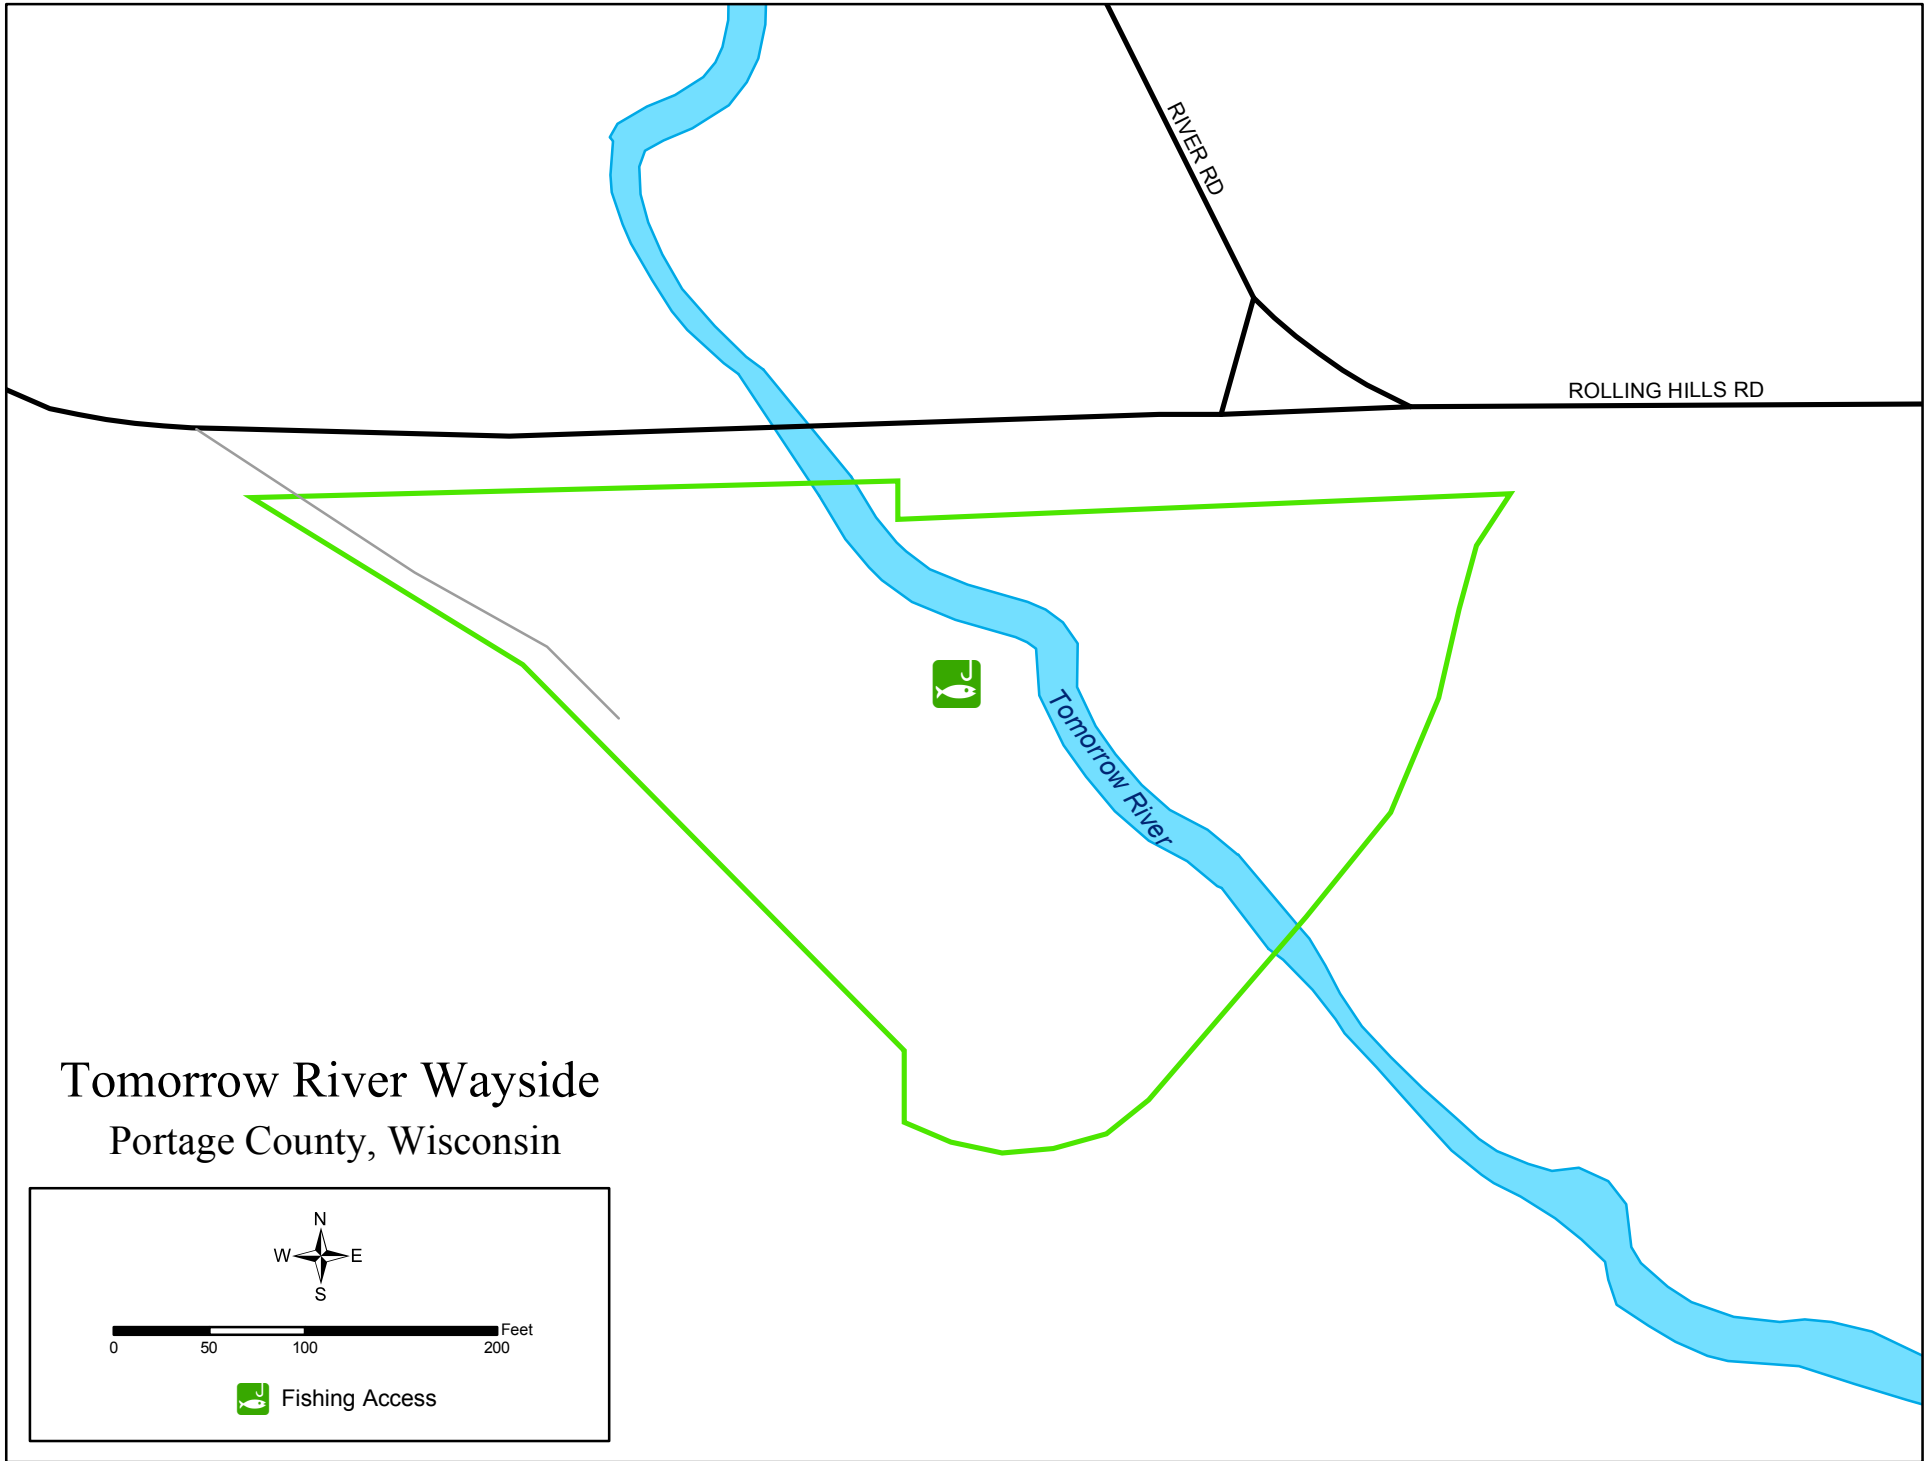 RIVER RD
ROLLING HILLS RD
Tomorrow River
Tomorrow River Wayside
Portage County, Wisconsin
N
W E
S
Feet
0 50 100 200
Fishing Access